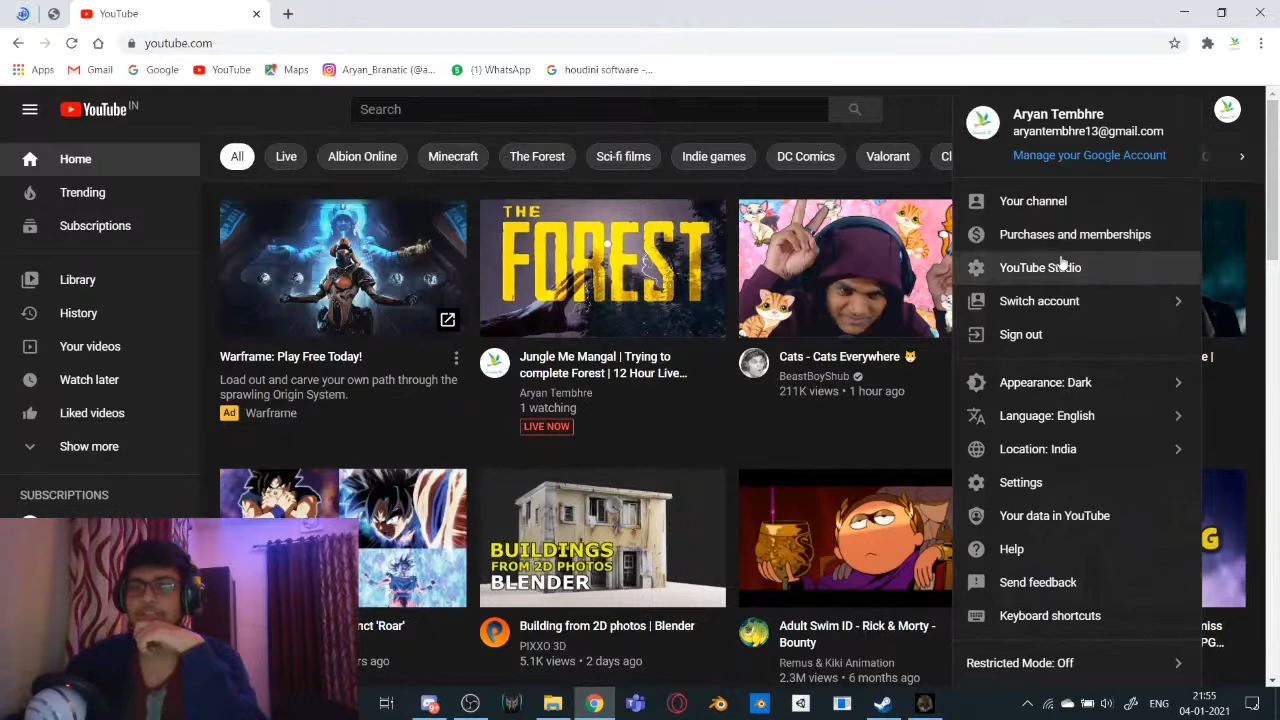 YouTube
youtube.com
Apps
Gmail
Google
YouTube
Maps
Aryan_Branatic (@a...
(1) WhatsApp
houdini software -...
YouTube IN
Search
Home
Trending
Subscriptions
Library
History
Your videos
Watch later
Liked videos
Show more
SUBSCRIPTIONS
All
Live
Albion Online
Minecraft
The Forest
Sci-fi films
Indie games
DC Comics
Valorant
Warframe: Play Free Today!
Load out and carve your own path through the
sprawling Origin System.
Ad Warframe
THE
FOREST
Jungle Me Mangal | Trying to
complete Forest | 12 Hour Live...
Aryan Tembhre
1 watching
LIVE NOW
Cats - Cats Everywhere
BeastBoyShub
211K views • 1 hour ago
nct 'Roar'
rs ago
BUILDINGS
FROM 2D PHOTOS
BLENDER
Building from 2D photos | Blender
PIXXO 3D
5.1K views • 2 days ago
Adult Swim ID - Rick & Morty -
Bounty
Remus & Kiki Animation
2.3M views • 6 months ago
Aryan Tembhre
aryantembhre13@gmail.com
Manage your Google Account
Your channel
Purchases and memberships
YouTube Studio
Switch account
Sign out
Appearance: Dark
Language: English
Location: India
Settings
Your data in YouTube
Help
Send feedback
Keyboard shortcuts
Restricted Mode: Off
ENG
21:55
04-01-2021